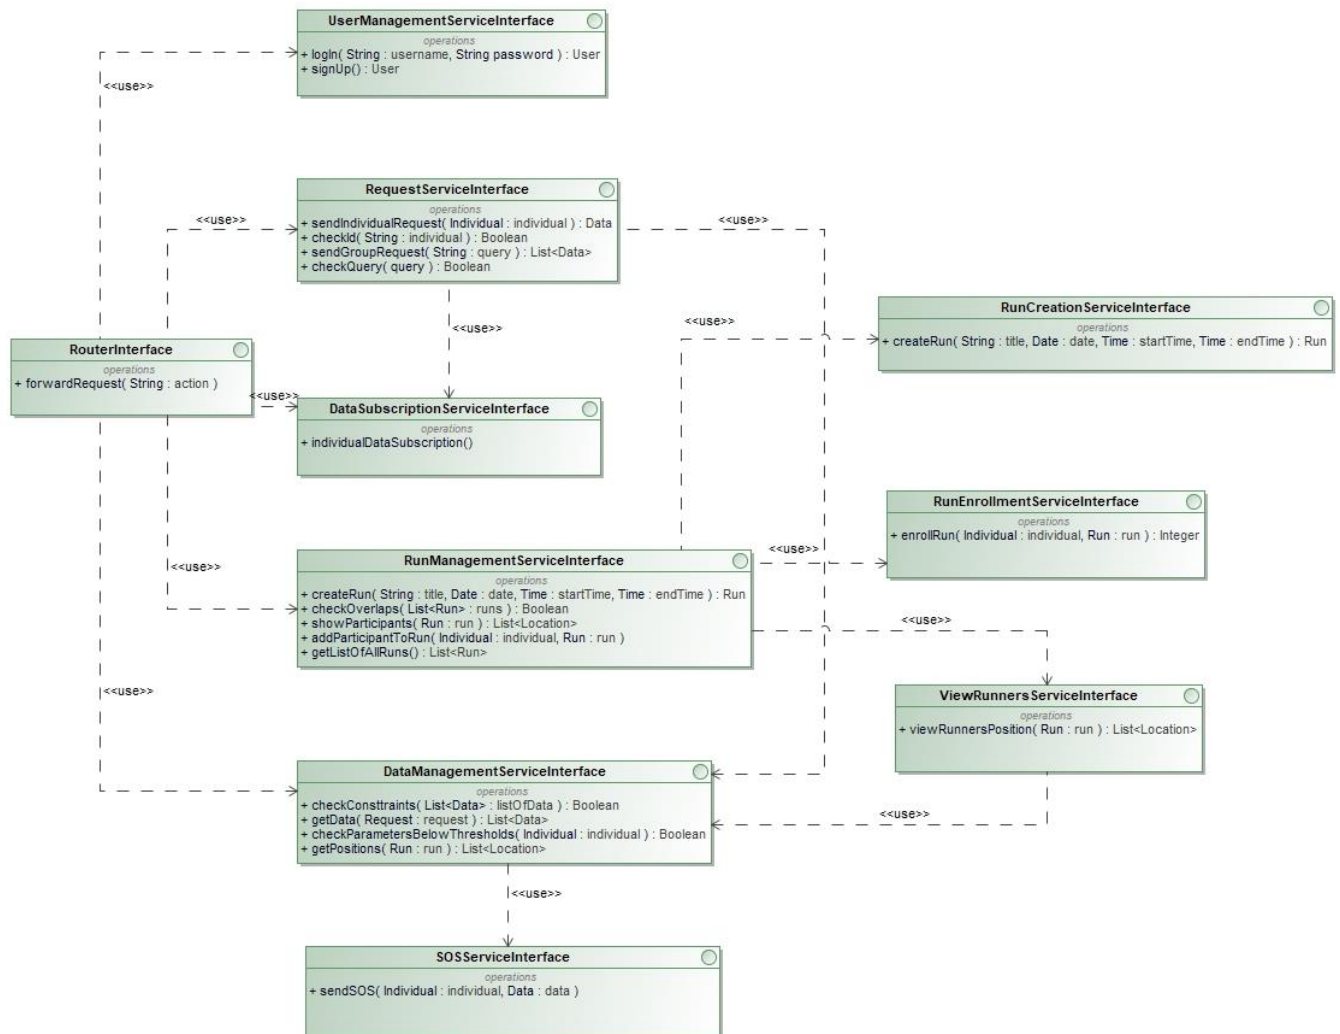 UserManagementServiceInterface
operations
+ logIn( String : username, String password ) : User
+ signUp() : User
<<use>>
RequestServiceInterface
operations
+ sendIndividualRequest( Individual : individual ) : Data
+ checkId( String : individual ) : Boolean
+ sendGroupRequest( String : query ) : List<Data>
+ checkQuery( query ) : Boolean
<<use>>
<<use>>
<<use>>
<<use>>
RunCreationServiceInterface
operations
+ createRun( String : title, Date : date, Time : startTime, Time : endTime ) : Run
RouterInterface
operations
+ forwardRequest( String : action )
<<use>>
DataSubscriptionServiceInterface
operations
+ individualDataSubscription()
RunEnrollmentServiceInterface
operations
+ enrollRun( Individual : individual, Run : run ) : Integer
<<use>>
<<use>>
RunManagementServiceInterface
operations
+ createRun( String : title, Date : date, Time : startTime, Time : endTime ) : Run
+ checkOverlaps( List<Run> : runs ) : Boolean
+ showParticipants( Run : run ) : List<Location>
+ addParticipantToRun( Individual : individual, Run : run )
+ getListOfAllRuns() : List<Run>
<<use>>
<<use>>
ViewRunnersServiceInterface
operations
+ viewRunnersPosition( Run : run ) : List<Location>
DataManagementServiceInterface
operations
+ checkConsttraints( List<Data> : listOfData ) : Boolean
+ getData( Request : request ) : List<Data>
+ checkParametersBelowThresholds( Individual : individual ) : Boolean
+ getPositions( Run : run ) : List<Location>
<<use>>
<<use>>
SOSServiceInterface
operations
+ sendSOS( Individual : individual, Data : data )